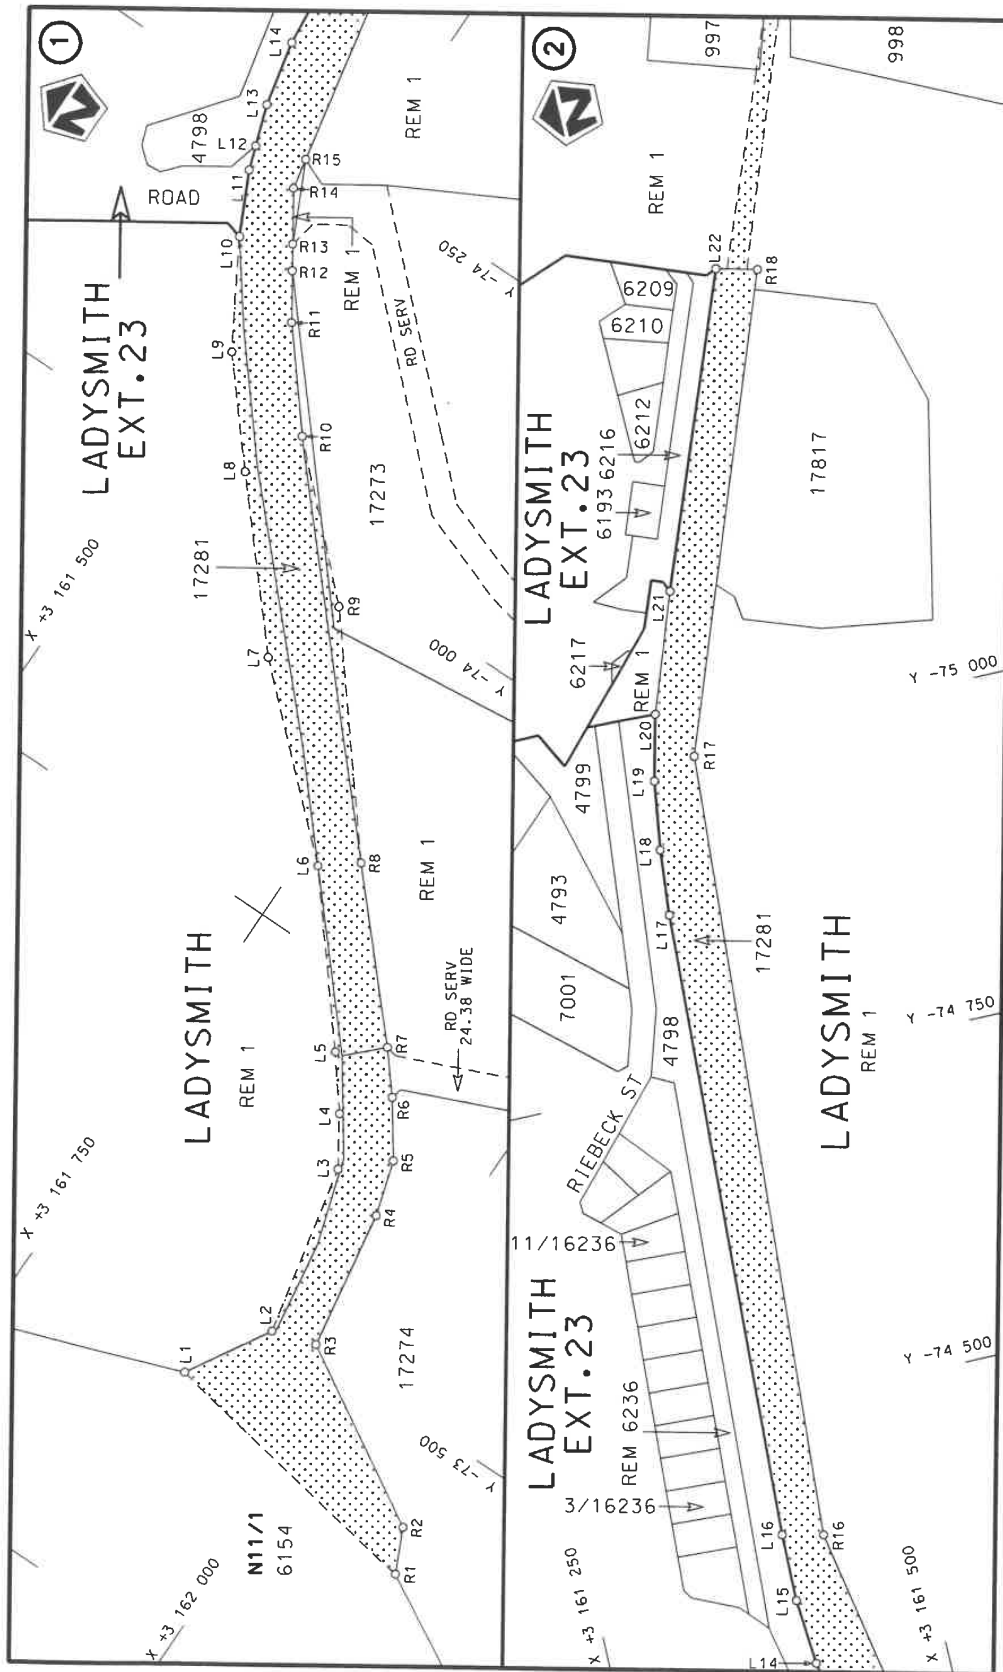 1
L14
L13
4798
L12
L11
ROAD
L10
LADYSMITH
EXT.23
REM 1
R15
R14
R13
R12
R11
REM 1
Y -74 250
RD SERV
L9
L8
R10
17273
17281
X +3 161 500
L7
R9
Y -74 000
L6
R8
REM 1
LADYSMITH
REM 1
L5
R7
RD SERV
24.38 WIDE
L4
R6
L3
R5
R4
X +3 161 750
L2
L1
R3
17274
Y -73 500
R2
R1
N11/1
6154
X +3 162 000
2
997
998
REM 1
L22
R18
6209
6210
6212
6216
6193
LADYSMITH
EXT.23
17817
L21
6217
REM 1
L20
R17
Y -75 000
L19
4799
L18
4793
L17
17281
7001
4798
LADYSMITH
REM 1
Y -74 750
RIEBECK ST
11/16236
LADYSMITH
EXT.23
REM 6236
3/16236
Y -74 500
L16
R16
L15
L14
X +3 161 250
X +3 161 500